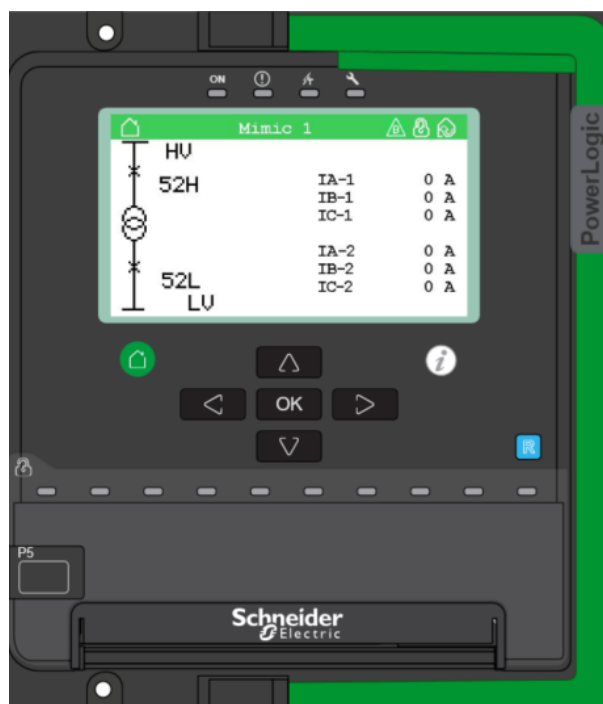 ON
Mimic 1
HV
52H
IA-1 0 A
IB-1 0 A
IC-1 0 A
IA-2 0 A
IB-2 0 A
52L
IC-2 0 A
LV
PowerLogic
i
OK
R
P5
Schneider
Electric